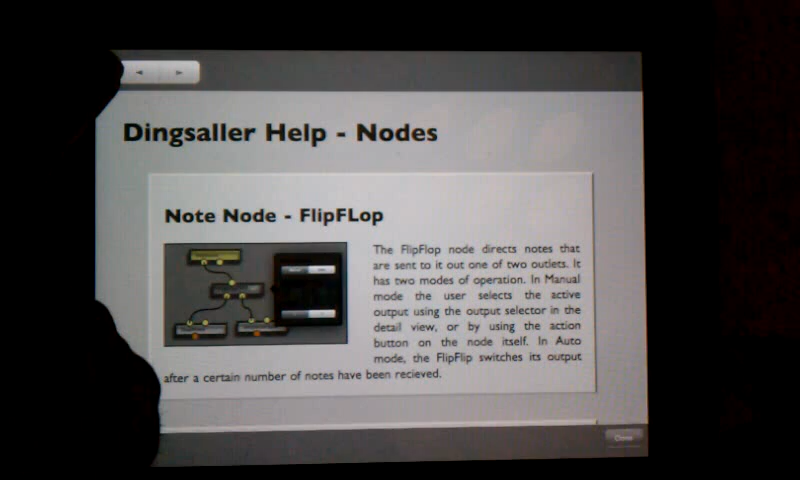 Dingsaller Help - Nodes
Note Node - FlipFLop
The FlipFlop node directs notes that
are sent to it out one of two outlets. It
has two modes of operation. In Manual
mode the user selects the active
output using the output selector in the
detail view, or by using the action
button on the node itself. In Auto
mode, the FlipFlip switches its output
after a certain number of notes have been recieved.
Close